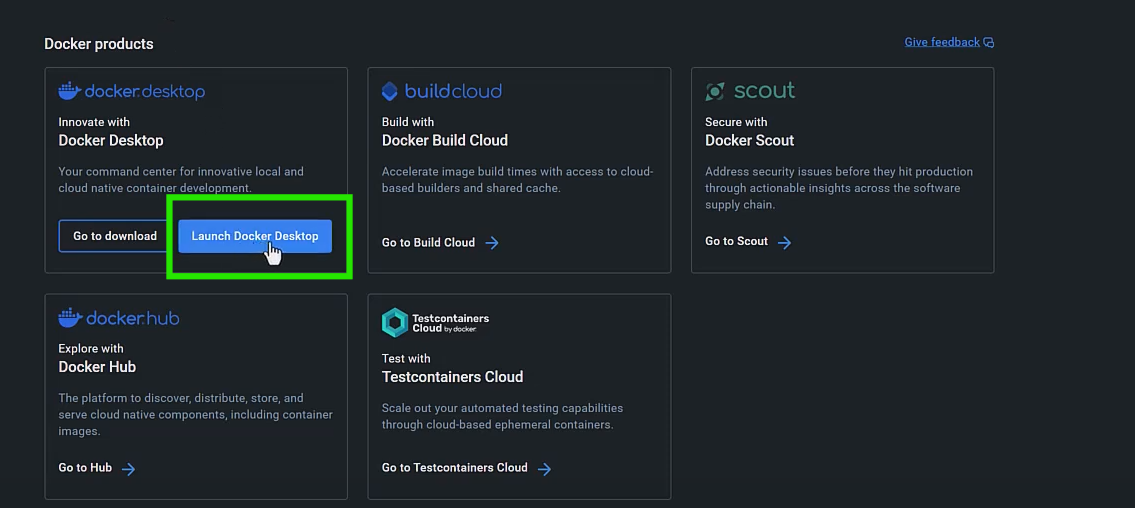 Docker products
Give feedback
docker.desktop
Innovate with
Docker Desktop
Your command center for innovative local and
cloud native container development.
Go to download
Launch Docker Desktop
buildcloud
Build with
Docker Build Cloud
Accelerate image build times with access to cloud-
based builders and shared cache.
Go to Build Cloud
scout
Secure with
Docker Scout
Address security issues before they hit production
through actionable insights across the software
supply chain.
Go to Scout
docker.hub
Explore with
Docker Hub
The platform to discover, distribute, store, and
serve cloud native components, including container
images.
Go to Hub
Testcontainers
Cloud by docker
Test with
Testcontainers Cloud
Scale out your automated testing capabilities
through cloud-based ephemeral containers.
Go to Testcontainers Cloud